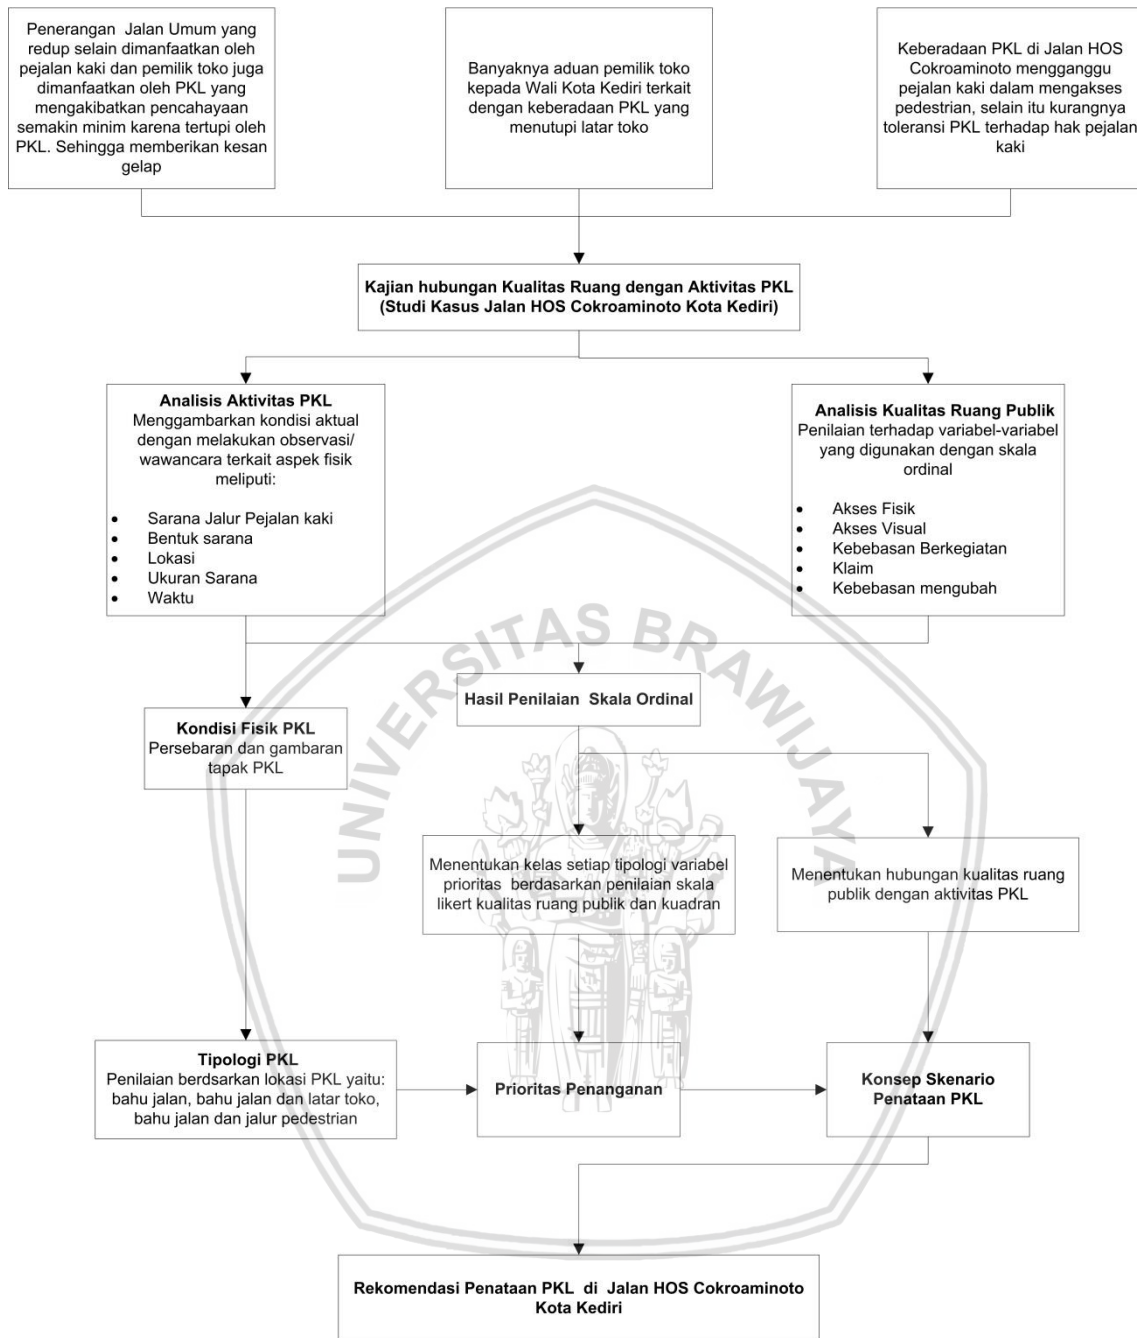 Penerangan Jalan Umum yang
redup selain dimanfaatkan oleh
pejalan kaki dan pemilik toko juga
dimanfaatkan oleh PKL yang
mengakibatkan pencahayaan
semakin minim karena tertupi oleh
PKL. Sehingga memberikan kesan
gelap
Banyaknya aduan pemilik toko
kepada Wali Kota Kediri terkait
dengan keberadaan PKL yang
menutupi latar toko
Keberadaan PKL di Jalan HOS
Cokroaminoto mengganggu
pejalan kaki dalam mengakses
pedestrian, selain itu kurangnya
toleransi PKL terhadap hak pejalan
kaki
Kajian hubungan Kualitas Ruang dengan Aktivitas PKL
(Studi Kasus Jalan HOS Cokroaminoto Kota Kediri)
Analisis Aktivitas PKL
Menggambarkan kondisi aktual
dengan melakukan observasi/
wawancara terkait aspek fisik
meliputi:
• Sarana Jalur Pejalan kaki
• Bentuk sarana
• Lokasi
• Ukuran Sarana
• Waktu
Analisis Kualitas Ruang Publik
Penilaian terhadap variabel-variabel
yang digunakan dengan skala
ordinal
• Akses Fisik
• Akses Visual
• Kebebasan Berkegiatan
• Klaim
• Kebebasan mengubah
UNIVERSITAS BRAWIJAYA
Hasil Penilaian Skala Ordinal
Kondisi Fisik PKL
Persebaran dan gambaran
tapak PKL
Menentukan kelas setiap tipologi variabel
prioritas berdasarkan penilaian skala
likert kualitas ruang publik dan kuadran
Menentukan hubungan kualitas ruang
publik dengan aktivitas PKL
Tipologi PKL
Penilaian berdsarkan lokasi PKL yaitu:
bahu jalan, bahu jalan dan latar toko,
bahu jalan dan jalur pedestrian
Prioritas Penanganan
Konsep Skenario
Penataan PKL
Rekomendasi Penataan PKL di Jalan HOS Cokroaminoto
Kota Kediri